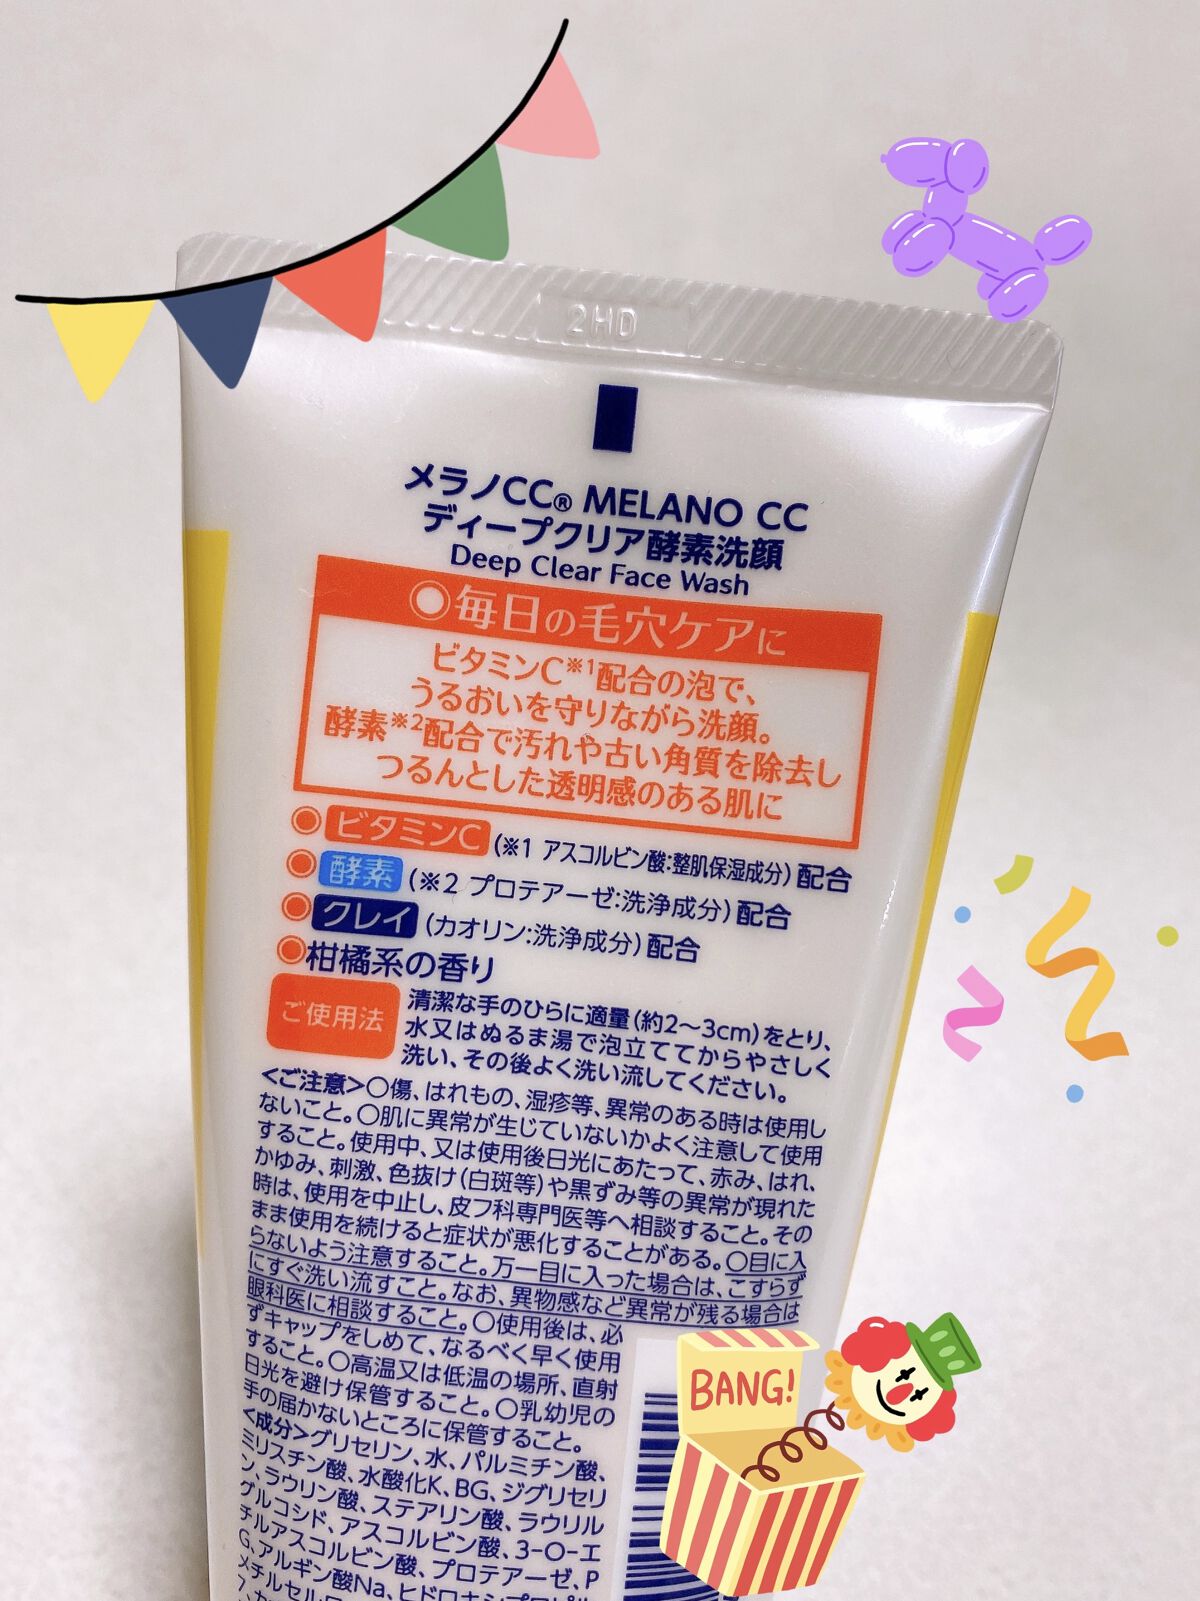 2HD
メラノCC® MELANO CC
ディープクリア酵素洗顔
Deep Clear Face Wash
◎毎日の毛穴ケアに
ビタミンC※1配合の泡で、
うるおいを守りながら洗顔。
酵素※2配合で汚れや古い角質を除去し
つるんとした透明感のある肌に
◎ビタミンC(※1 アスコルビン酸:整肌保湿成分)配合
◎酵素(※2 プロテアーゼ:洗浄成分)配合
◎クレイ(カオリン:洗浄成分)配合
◎柑橘系の香り
ご使用法
清潔な手のひらに適量(約2〜3cm)をとり、
水又はぬるま湯で泡立ててからやさしく
洗い、その後よく洗い流してください。
<ご注意>○傷、はれもの、湿疹等、異常のある時は使用し
ないこと。○肌に異常が生じていないかよく注意して使用
すること。使用中、又は使用後日光にあたって、赤み、はれ、
かゆみ、刺激、色抜け(白斑等)や黒ずみ等の異常が現れた
時は、使用を中止し、皮フ科専門医等へ相談すること。その
まま使用を続けると症状が悪化することがある。○目に入
らないよう注意すること。万一目に入った場合は、こすらず
にすぐ洗い流すこと。なお、異物感など異常が残る場合は
眼科医に相談すること。○使用後は、必
ずキャップをしめて、なるべく早く使用
すること。○高温又は低温の場所、直射
日光を避け保管すること。○乳幼児の
手の届かないところに保管すること。
<成分>グリセリン、水、パルミチン酸、
ミリスチン酸、水酸化K、BG、ジグリセリ
ン、ラウリン酸、ステアリン酸、ラウリル
グルコシド、アスコルビン酸、3-O-エ
チルアスコルビン酸、プロテアーゼ、P
G、アルギン酸Na、ヒドロキシプロピル
メチルセルロ
BANG!